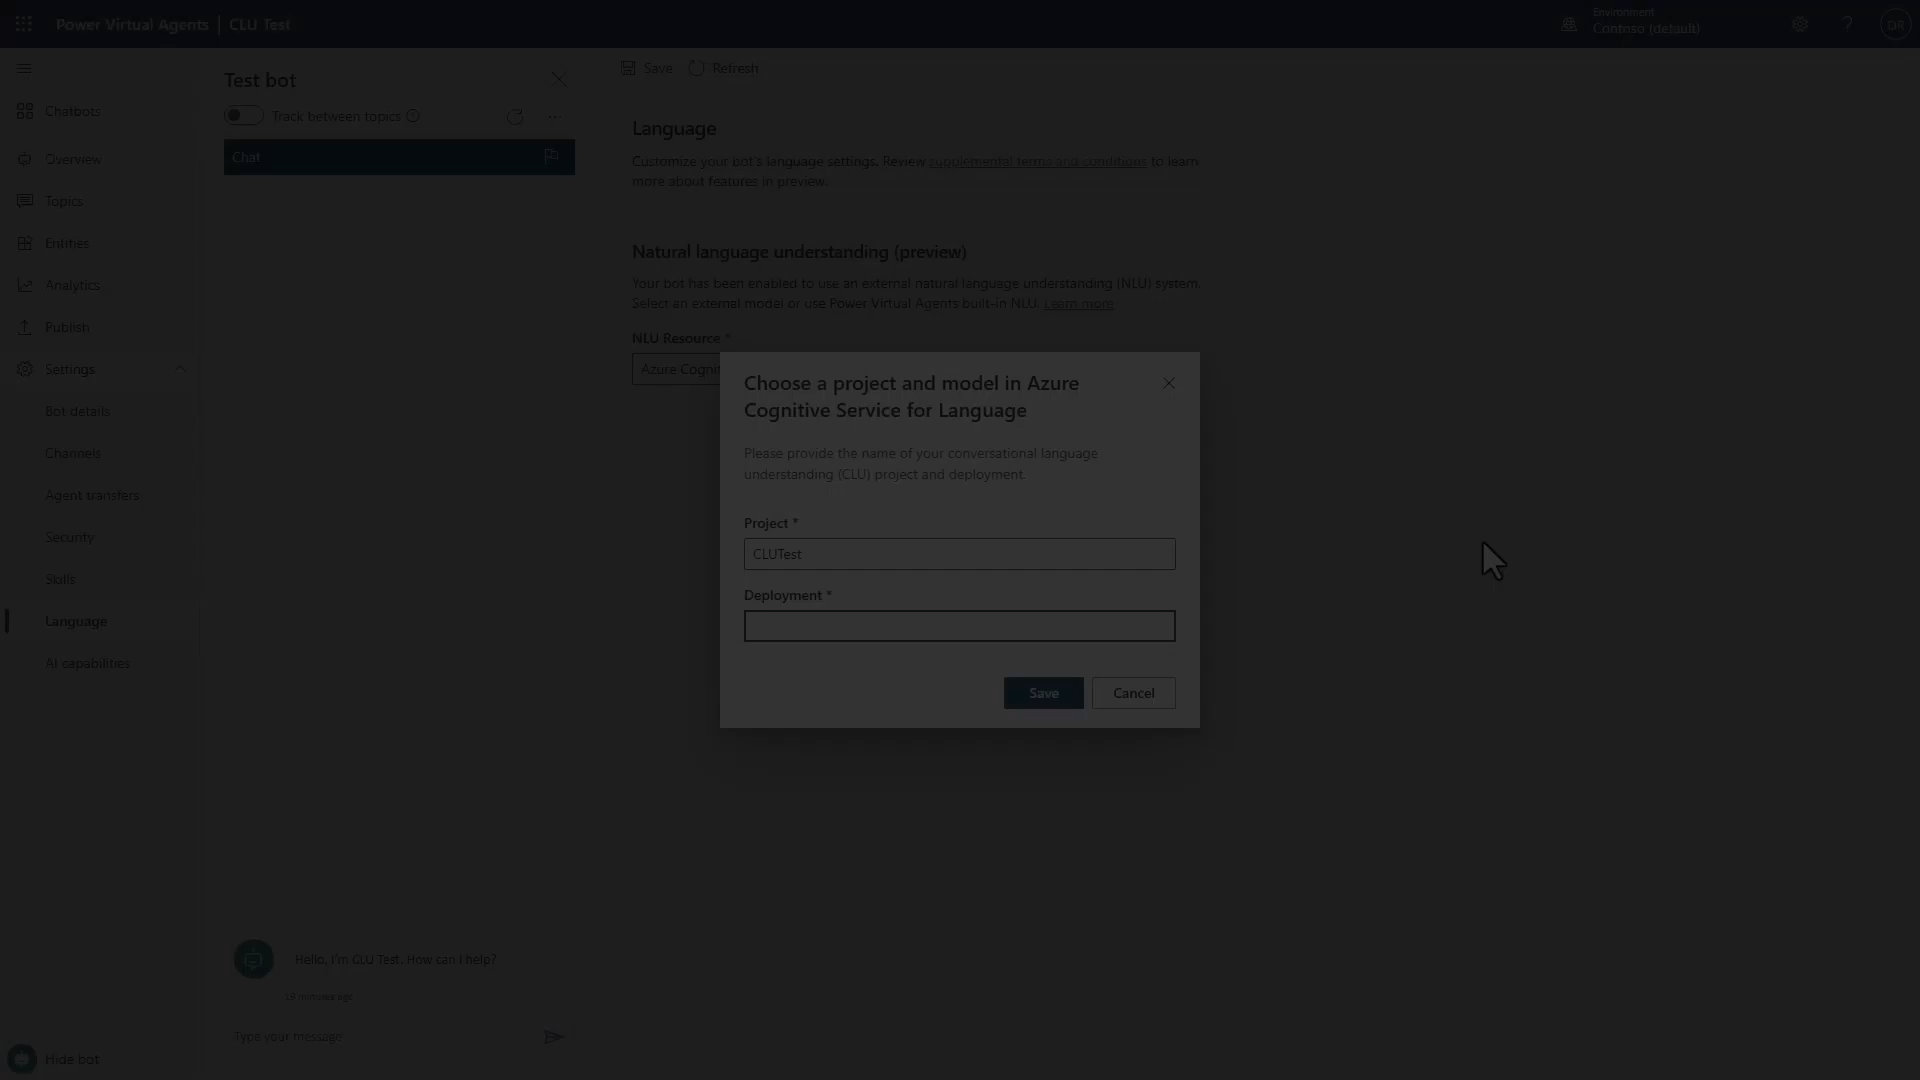 Power Virtual Agents | CLU Test
Environment
Contoso (default)
DR
Chatbots
Overview
Topics
Entities
Analytics
Publish
Settings
Bot details
Channels
Agent transfers
Security
Skills
Language
AI capabilities
Hide bot
Test bot
Track between topics
Chat
Hello, I'm CLU Test. How can I help?
19 minutes ago
Type your message
Save
Refresh
Language
Customize your bot's language settings. Review supplemental terms and conditions to learn
more about features in preview.
Natural language understanding (preview)
Your bot has been enabled to use an external natural language understanding (NLU) system.
Select an external model or use Power Virtual Agents built-in NLU. Learn more
NLU Resource *
Azure Cognit
Choose a project and model in Azure
Cognitive Service for Language
Please provide the name of your conversational language
understanding (CLU) project and deployment.
Project *
CLUTest
Deployment *
Save
Cancel